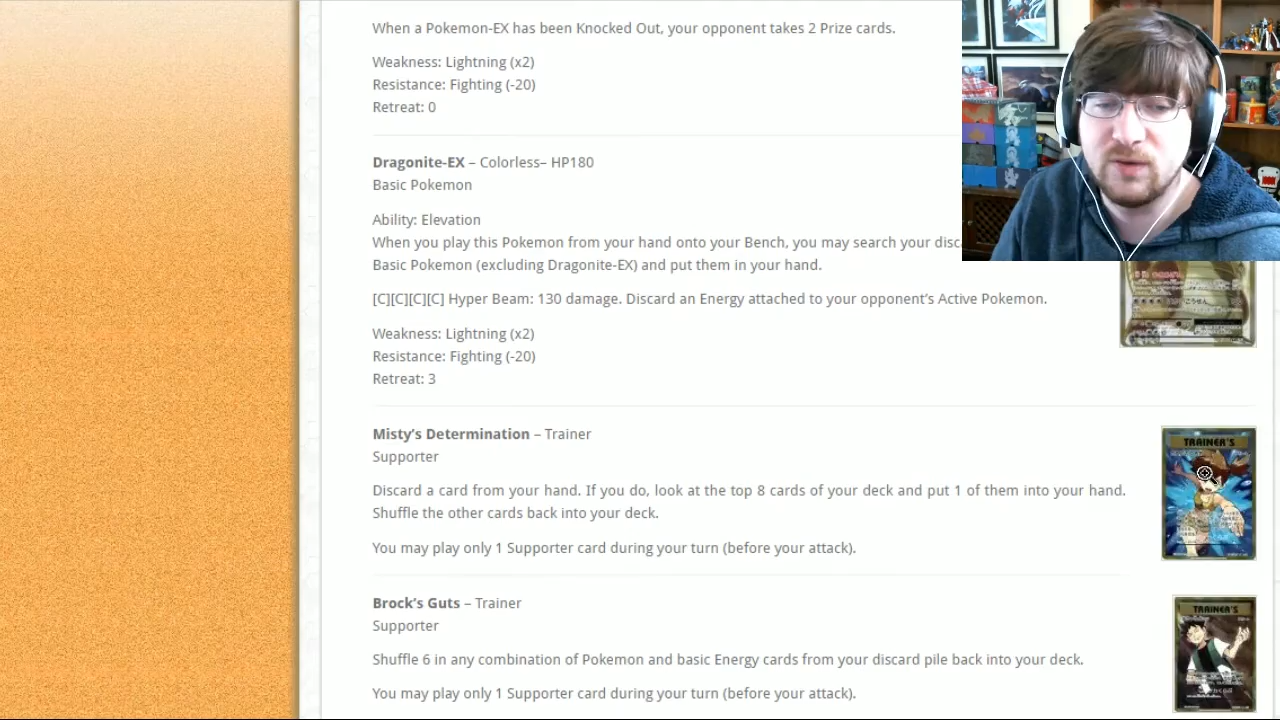 When a Pokemon-EX has been Knocked Out, your opponent takes 2 Prize cards.
Weakness: Lightning (x2)
Resistance: Fighting (-20)
Retreat: 0
Dragonite-EX – Colorless– HP180
Basic Pokemon
Ability: Elevation
When you play this Pokemon from your hand onto your Bench, you may search your
Basic Pokemon (excluding Dragonite-EX) and put them in your hand.
[C][C][C][C] Hyper Beam: 130 damage. Discard an Energy attached to your opponent’s Active Pokemon.
Weakness: Lightning (x2)
Resistance: Fighting (-20)
Retreat: 3
Misty’s Determination – Trainer
Supporter
TRAINER'S
Discard a card from your hand. If you do, look at the top 8 cards of your deck and put 1 of them into your hand.
Shuffle the other cards back into your deck.
You may play only 1 Supporter card during your turn (before your attack).
Brock’s Guts – Trainer
Supporter
TRAINER'S
Shuffle 6 in any combination of Pokemon and basic Energy cards from your discard pile back into your deck.
You may play only 1 Supporter card during your turn (before your attack).